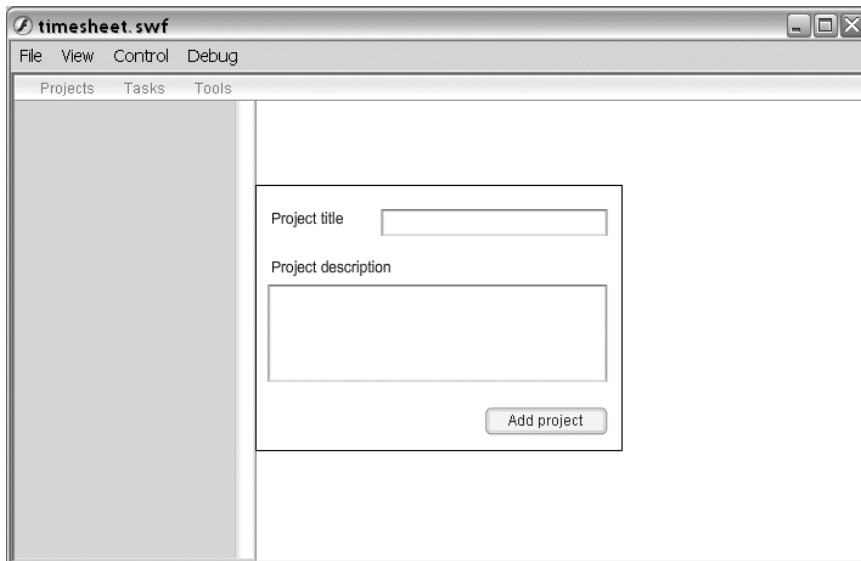 timesheet.swf
File View Control Debug
Projects Tasks Tools
Project title
Project description
Add project